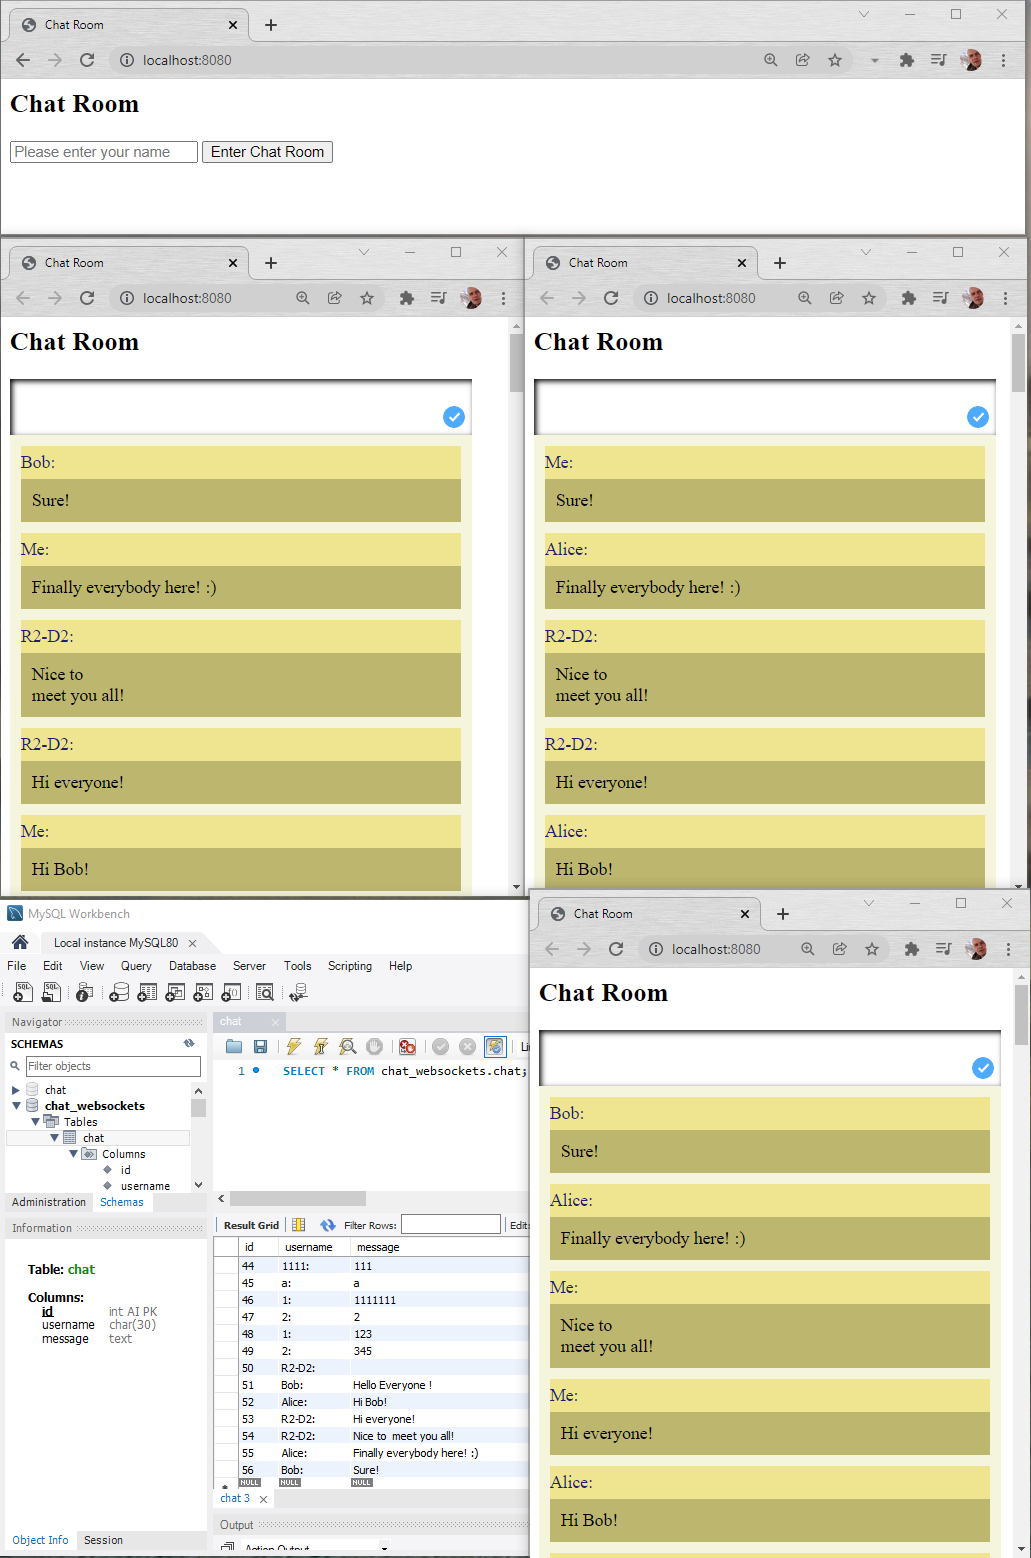 Chat Room
localhost:8080
Chat Room
Please enter your name Enter Chat Room
Chat Room
localhost:8080
Chat Room
Bob:
Sure!
Me:
Finally everybody here! :)
R2-D2:
Nice to
meet you all!
R2-D2:
Hi everyone!
Me:
Hi Bob!
Chat Room
localhost:8080
Chat Room
Me:
Sure!
Alice:
Finally everybody here! :)
R2-D2:
Nice to
meet you all!
R2-D2:
Hi everyone!
Alice:
Hi Bob!
MySQL Workbench
Local instance MySQL80
File Edit View Query Database Server Tools Scripting Help
Navigator
SCHEMAS
Filter objects
chat
chat_websockets
Tables
chat
Columns
id
username
Administration Schemas
Information
Table: chat
Columns:
id int AI PK
username char(30)
message text
Object Info Session
chat
1 SELECT * FROM chat_websockets.chat;
Result Grid Filter Rows: Edit:
id username message
44 1111: 111
45 a: a
46 1: 1111111
47 2: 2
48 1: 123
49 2: 345
50 R2-D2:
51 Bob: Hello Everyone !
52 Alice: Hi Bob!
53 R2-D2: Hi everyone!
54 R2-D2: Nice to  meet you all!
55 Alice: Finally everybody here! :)
56 Bob: Sure!
NULL NULL NULL
chat 3
Output
Action Output
Chat Room
localhost:8080
Chat Room
Bob:
Sure!
Alice:
Finally everybody here! :)
Me:
Nice to
meet you all!
Me:
Hi everyone!
Alice:
Hi Bob!